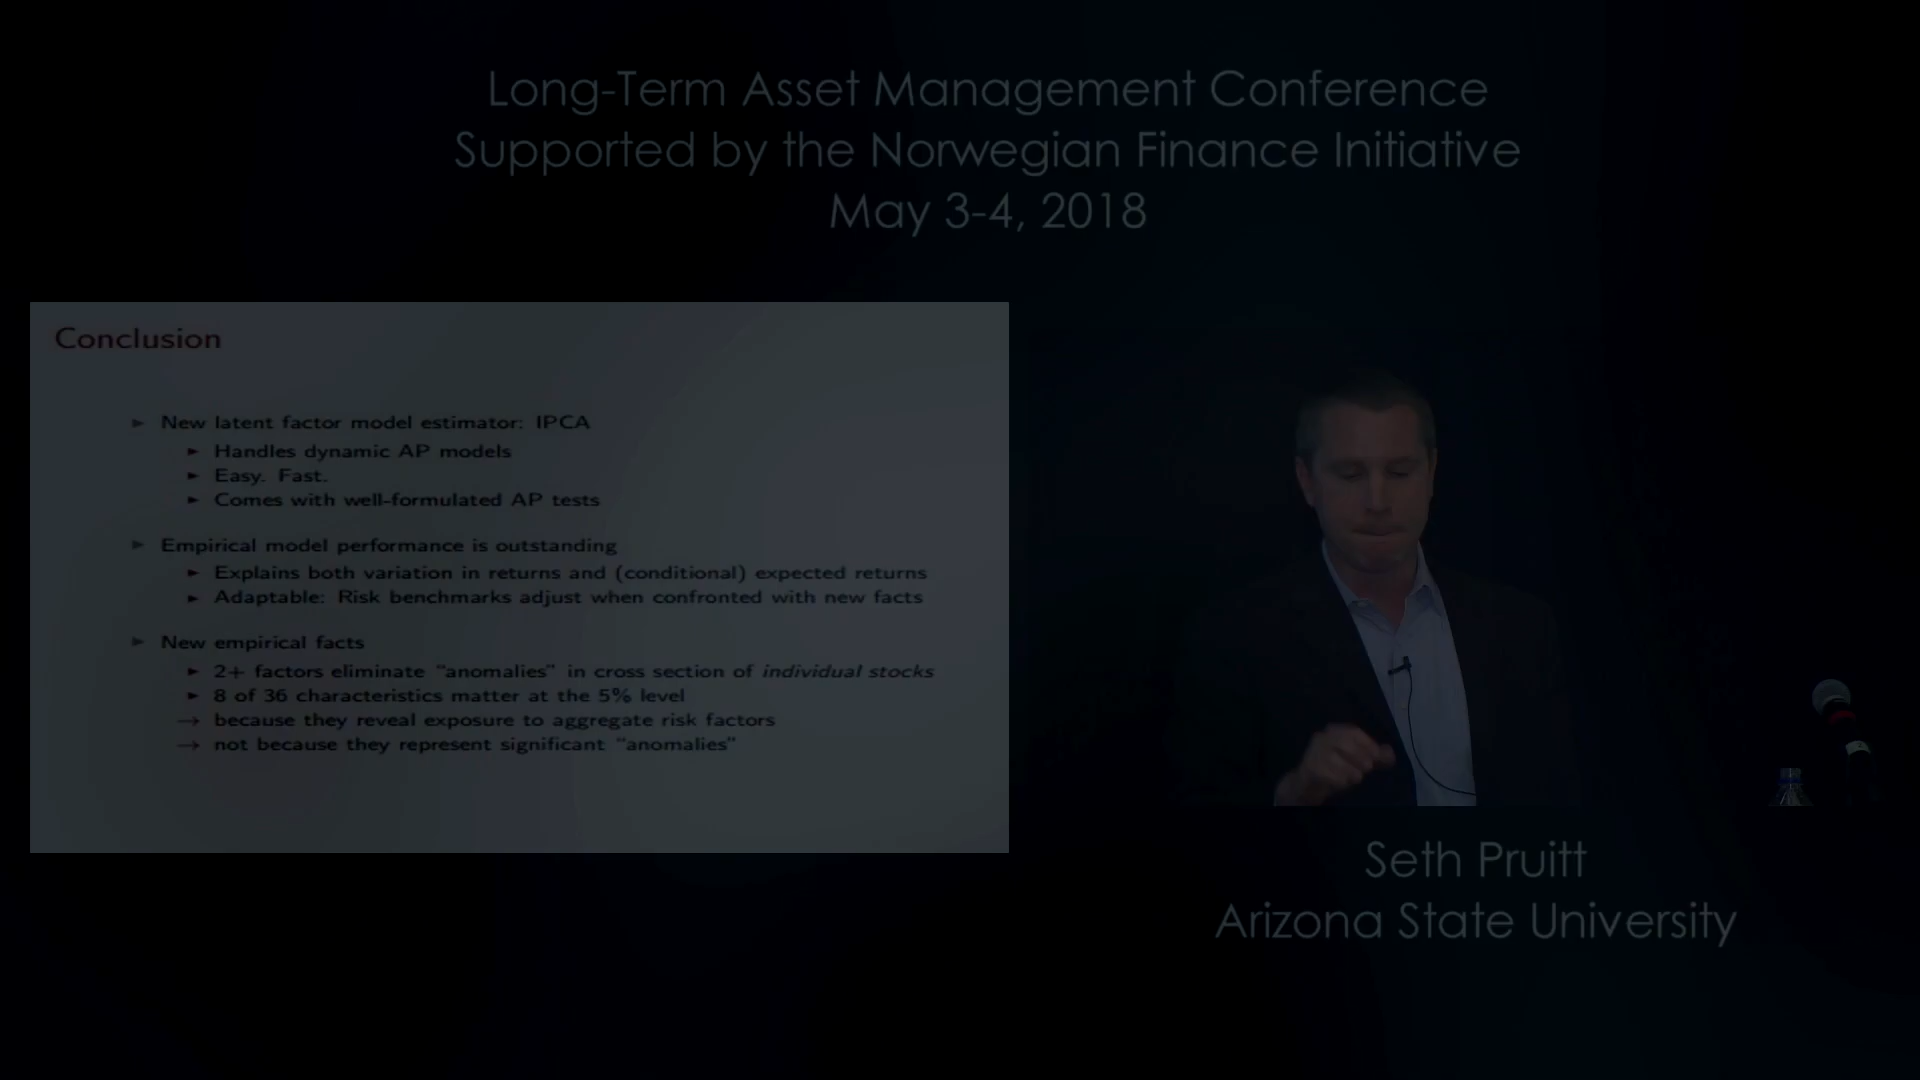 Long-Term Asset Management Conference
Supported by the Norwegian Finance Initiative
May 3-4, 2018
Conclusion
► New latent factor model estimator: IPCA
► Handles dynamic AP models
► Easy. Fast.
► Comes with well-formulated AP tests
► Empirical model performance is outstanding
► Explains both variation in returns and (conditional) expected returns
► Adaptable: Risk benchmarks adjust when confronted with new facts
► New empirical facts
► 2+ factors eliminate “anomalies” in cross section of individual stocks
► 8 of 36 characteristics matter at the 5% level
→ because they reveal exposure to aggregate risk factors
→ not because they represent significant “anomalies”
Seth Pruitt
Arizona State University